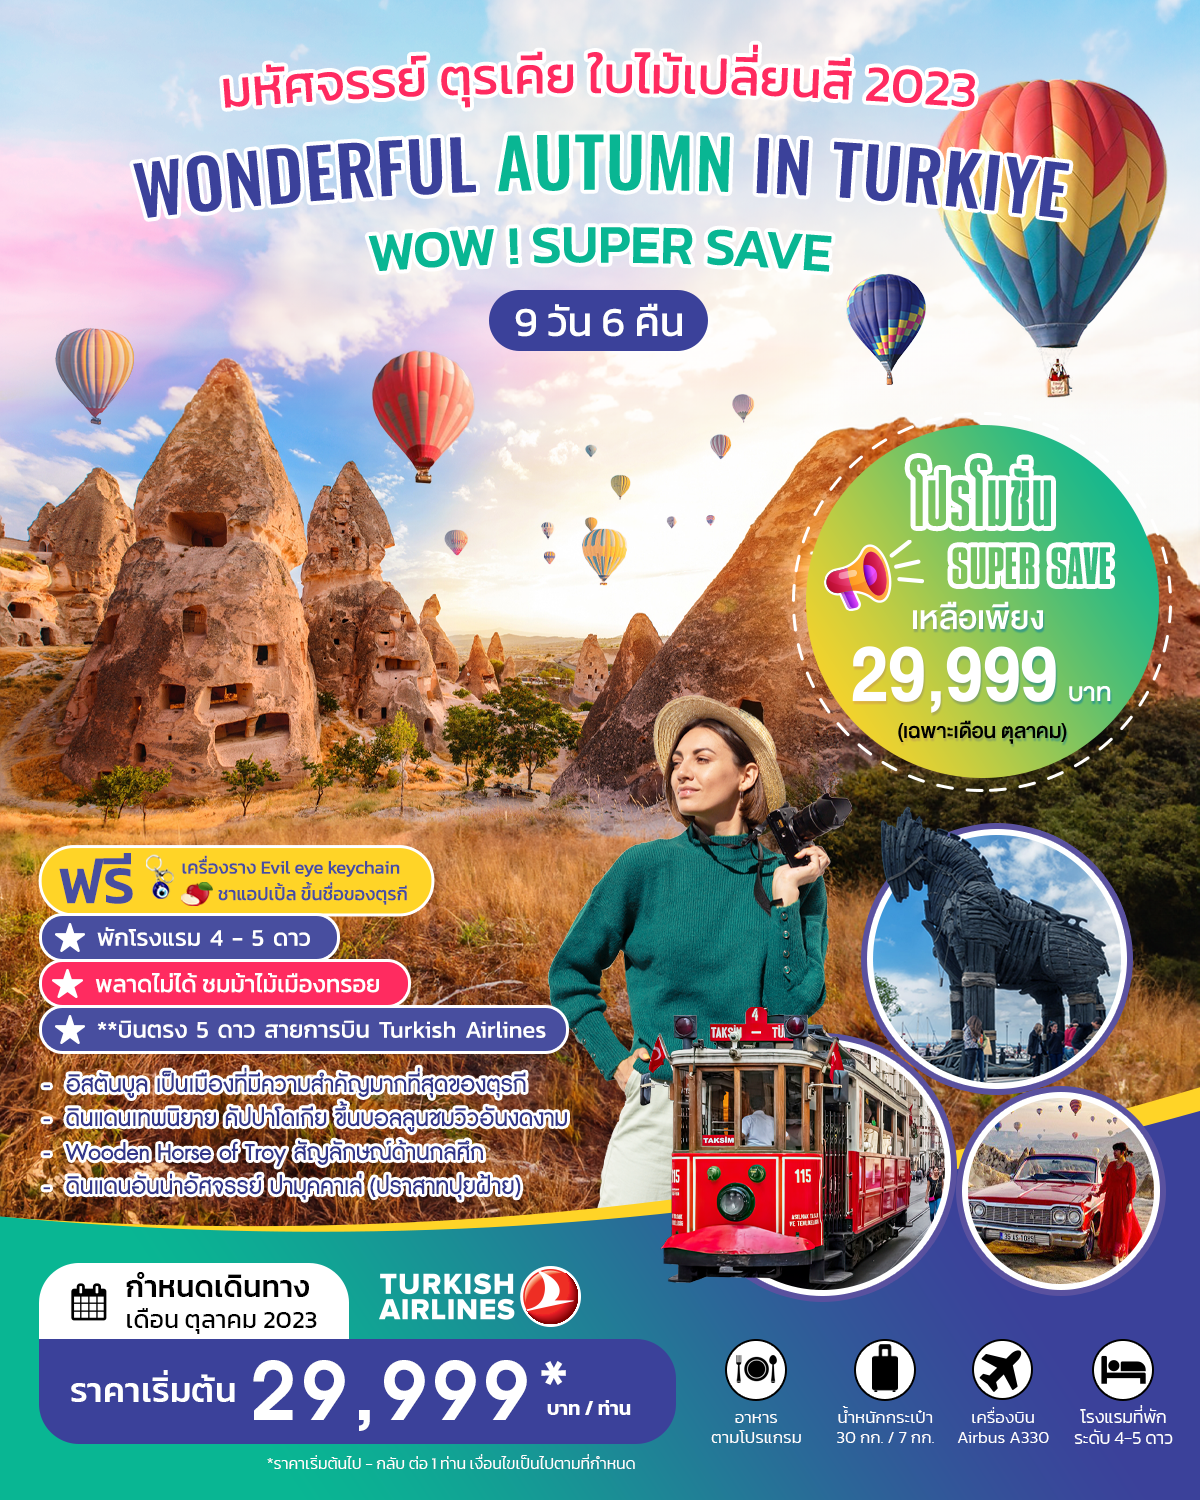 มหัศจรรย์ ตุรเคีย ใบไม้เปลี่ยนสี 2023
WONDERFUL AUTUMN IN TURKIYE
WOW ! SUPER SAVE
9 วัน 6 คืน
โปรโมชั่น
SUPER SAVE
เหลือเพียง
29,999 บาท
(เฉพาะเดือน ตุลาคม)
ฟรี
เครื่องราง Evil eye keychain
ชาแอปเปิ้ล ขึ้นชื่อของตุรกี
พักโรงแรม 4 - 5 ดาว
พลาดไม่ได้ ชมม้าไม้เมืองทรอย
**บินตรง 5 ดาว สายการบิน Turkish Airlines
- อิสตันบูล เป็นเมืองที่มีความสำคัญมากที่สุดของตุรกี
- ดินแดนเทพนิยาย คัปปาโดเกีย ขึ้นบอลลูนชมวิวอันงดงาม
- Wooden Horse of Troy สัญลักษณ์ด้านกลศึก
- ดินแดนอันน่าอัศจรรย์ ปามุคคาเล่ (ปราสาทปุยฝ้าย)
4
TAKSİM – TÜ
TAKSİM
115
115
35 AS 1085
กำหนดเดินทาง
เดือน ตุลาคม 2023
TURKISH
AIRLINES
ราคาเริ่มต้น 29,999*
บาท / ท่าน
*ราคาเริ่มต้นไป - กลับ ต่อ 1 ท่าน เงื่อนไขเป็นไปตามที่กำหนด
อาหาร
ตามโปรแกรม
น้ำหนักกระเป๋า
30 กก. / 7 กก.
เครื่องบิน
Airbus A330
โรงแรมที่พัก
ระดับ 4-5 ดาว